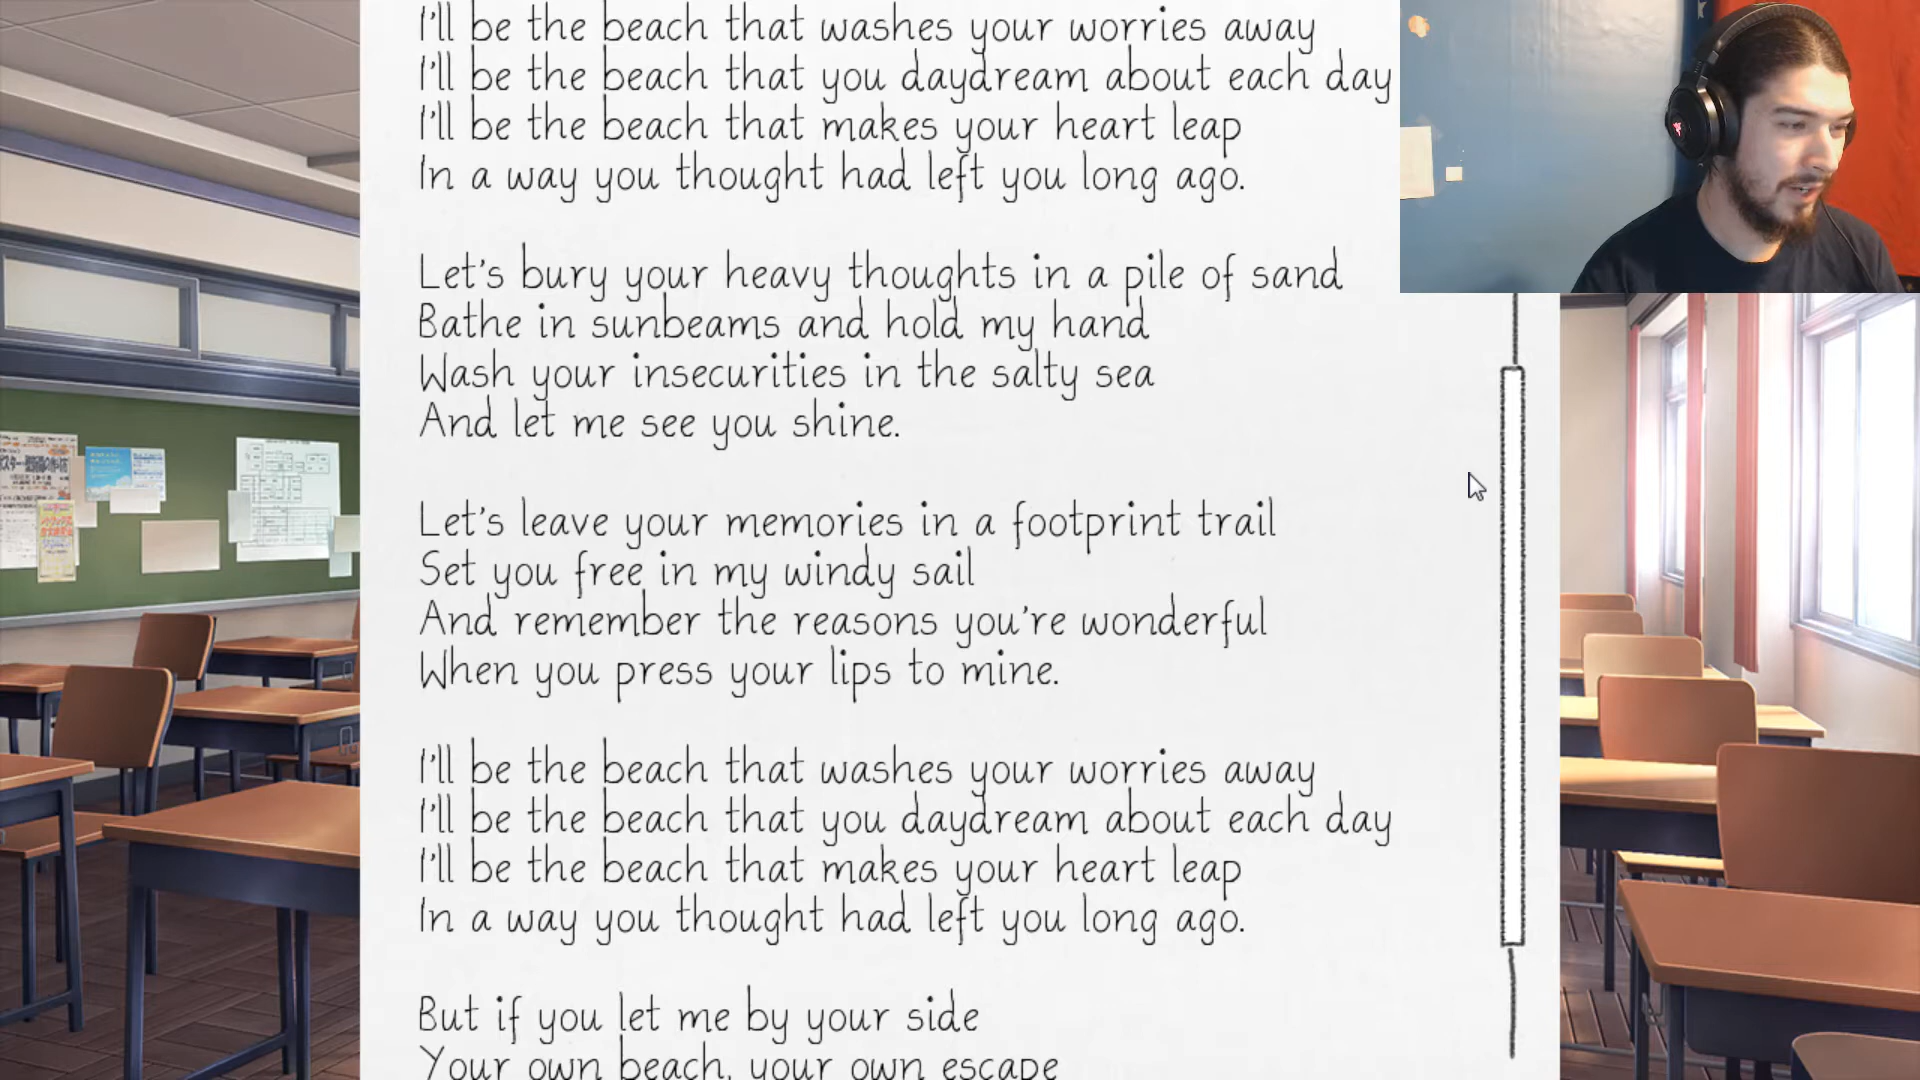 I'll be the beach that washes your worries away
I'll be the beach that you daydream about each day
I'll be the beach that makes your heart leap
In a way you thought had left you long ago.
Let's bury your heavy thoughts in a pile of sand
Bathe in sunbeams and hold my hand
Wash your insecurities in the salty sea
And let me see you shine.
Let's leave your memories in a footprint trail
Set you free in my windy sail
And remember the reasons you're wonderful
When you press your lips to mine.
I'll be the beach that washes your worries away
I'll be the beach that you daydream about each day
I'll be the beach that makes your heart leap
In a way you thought had left you long ago.
But if you let me by your side
Your own beach, your own escape